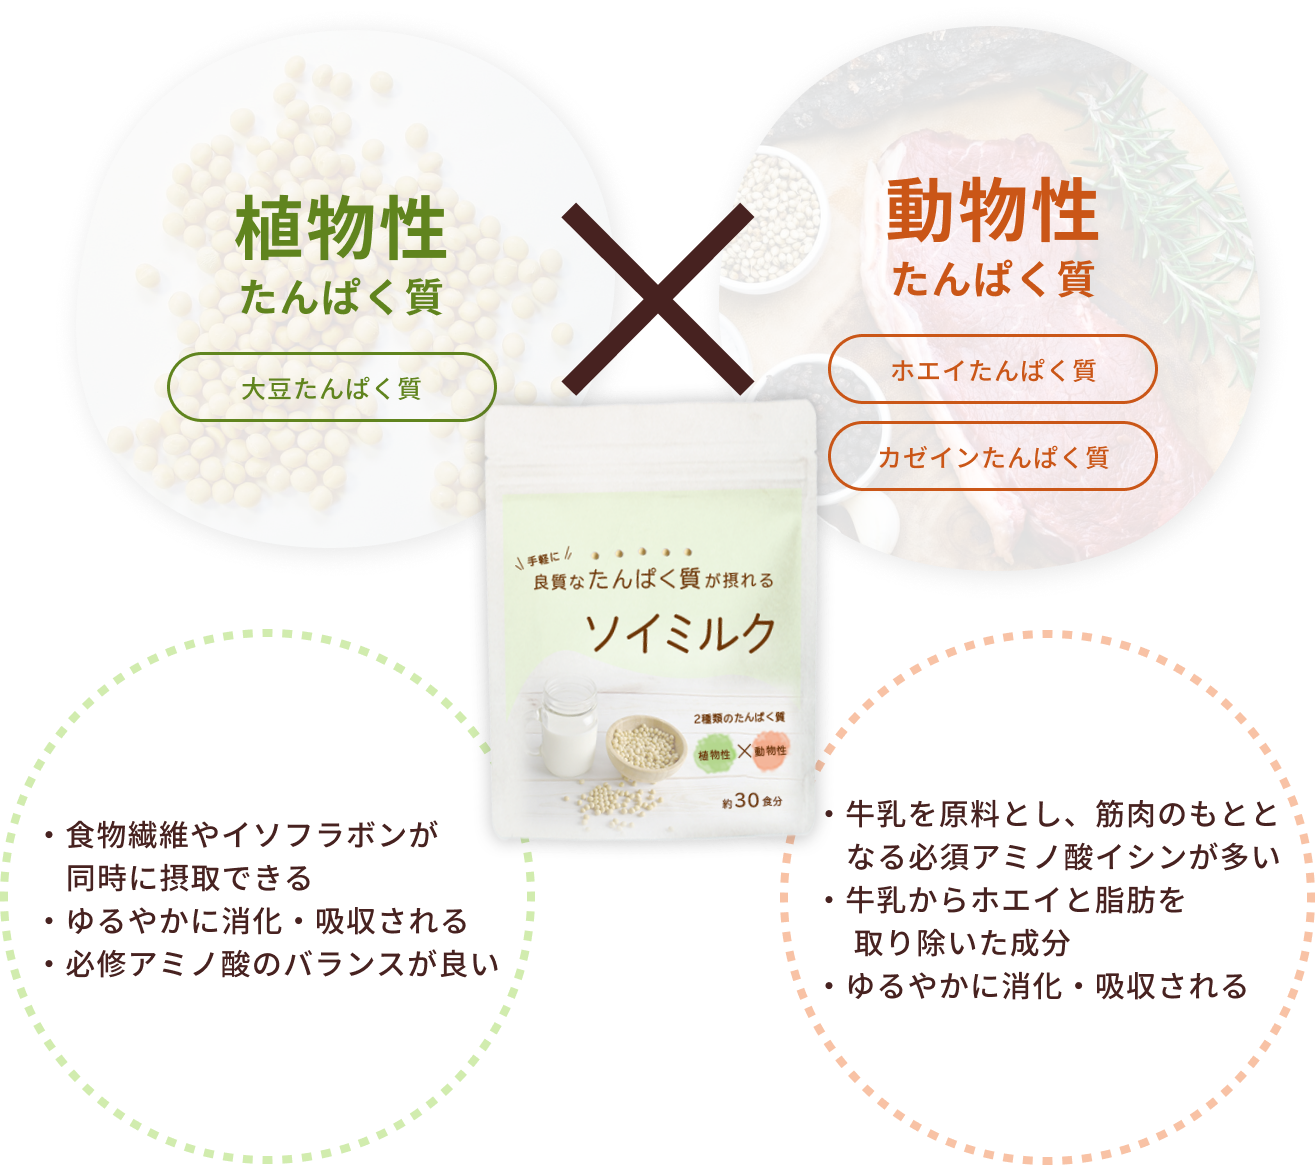 植物性
たんぱく質
大豆たんぱく質
動物性
たんぱく質
ホエイたんぱく質
カゼインたんぱく質
手軽に
良質なたんぱく質が摂れる
ソイミルク
2種類のたんぱく質
植物性×動物性
約30食分
・食物繊維やイソフラボンが
同時に摂取できる
・ゆるやかに消化・吸収される
・必修アミノ酸のバランスが良い
・牛乳を原料とし、筋肉のもとと
なる必須アミノ酸イシンが多い
・牛乳からホエイと脂肪を
取り除いた成分
・ゆるやかに消化・吸収される